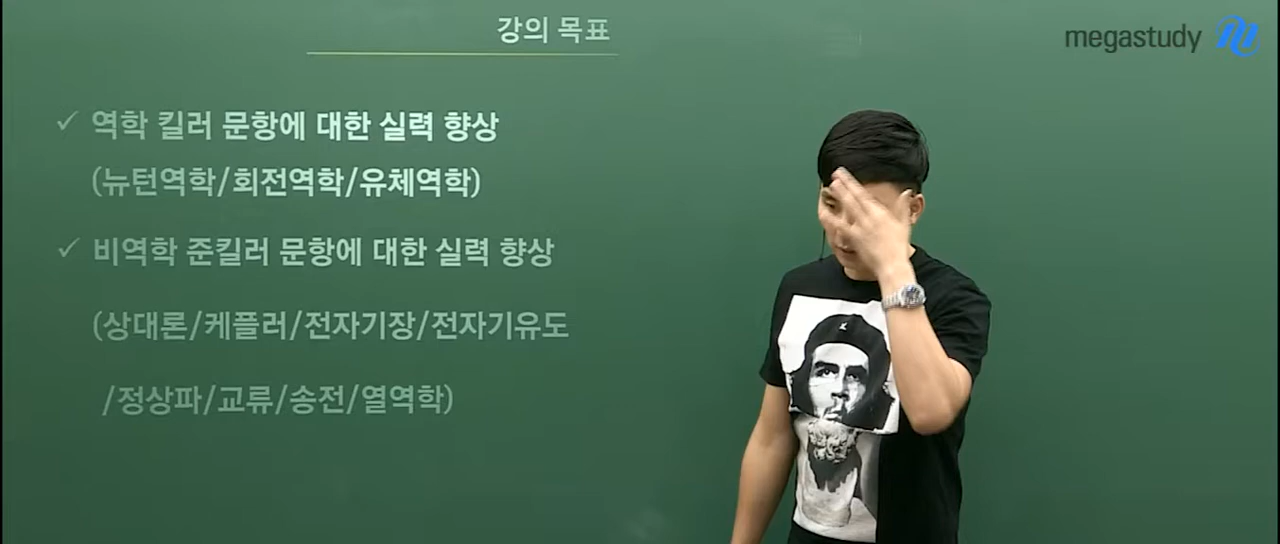 강의 목표
megastudy
✓ 역학 킬러 문항에 대한 실력 향상
(뉴턴역학/회전역학/유체역학)
✓ 비역학 준킬러 문항에 대한 실력 향상
(상대론/케플러/전자기장/전자기유도
/정상파/교류/송전/열역학)